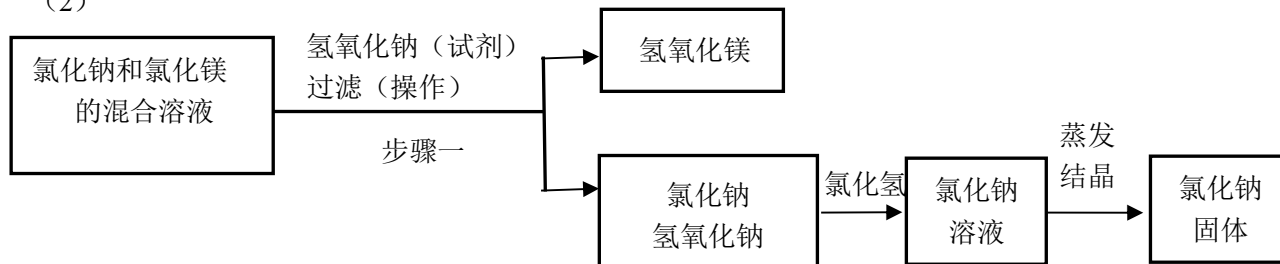 （2）
氯化钠和氯化镁
的混合溶液
氢氧化钠（试剂）
过滤（操作）
步骤一
氢氧化镁
氯化钠
氢氧化钠
氯化氢
氯化钠
溶液
蒸发
结晶
氯化钠
固体